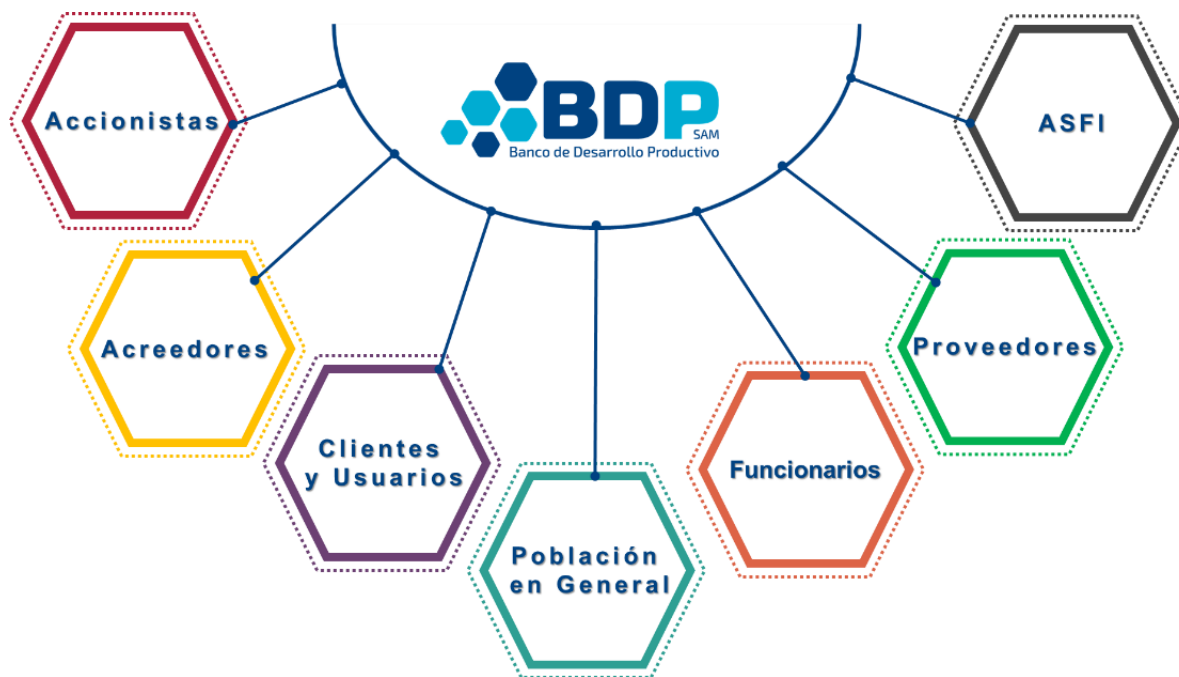 BDP
SAM
Banco de Desarrollo Productivo
Accionistas
ASFI
Acreedores
Proveedores
Clientes
y Usuarios
Funcionarios
Población
en General